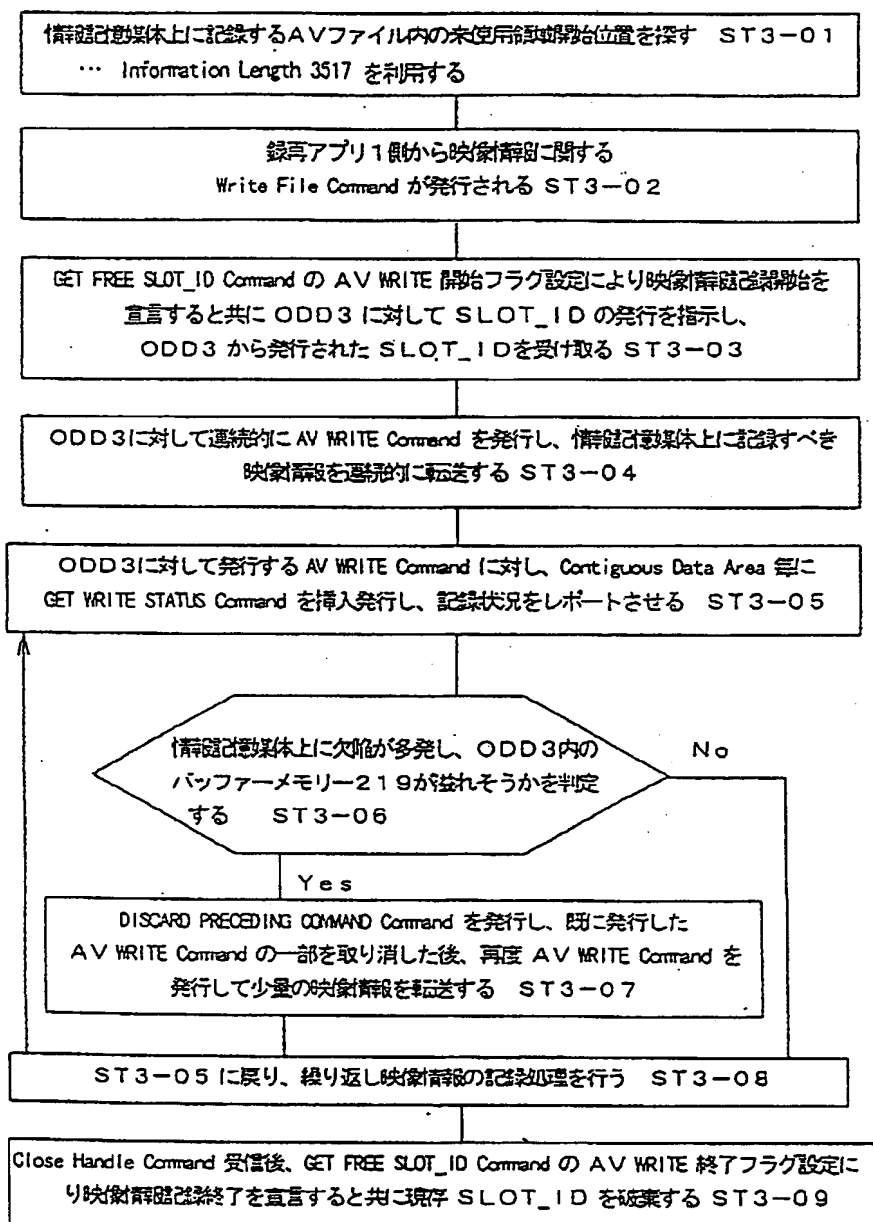 情報記憶媒体上に記録するAVファイル内の未使用領域開始位置を探す ST3-01
… Information Length 3517 を利用する
録再アプリ1側から映像情報に関する
Write File Command が発行される ST3-02
GET FREE SLOT_ID Command の AV WRITE 開始フラグ設定により映像情報記録開始を
宣言すると共に ODD3 に対して SLOT_ID の発行を指示し、
ODD3 から発行された SLOT_IDを受け取る ST3-03
ODD3に対して連続的に AV WRITE Command を発行し、情報記憶媒体上に記録すべき
映像情報を連続的に転送する ST3-04
ODD3に対して発行する AV WRITE Command に対し、Contiguous Data Area 毎に
GET WRITE STATUS Command を挿入発行し、記録状況をレポートさせる ST3-05
情報記憶媒体上に欠陥が多発し、ODD3内の
バッファーメモリー219が溢れそうかを判定
する ST3-06
No
Yes
DISCARD PRECEDING COMMAND Command を発行し、既に発行した
AV WRITE Command の一部を取り消した後、再度 AV WRITE Command を
発行して少量の映像情報を転送する ST3-07
ST3-05 に戻り、繰り返し映像情報の記録処理を行う ST3-08
Close Handle Command 受信後、GET FREE SLOT_ID Command の AV WRITE 終了フラグ設定に
り映像情報記録終了を宣言すると共に現存 SLOT_ID を破棄する ST3-09